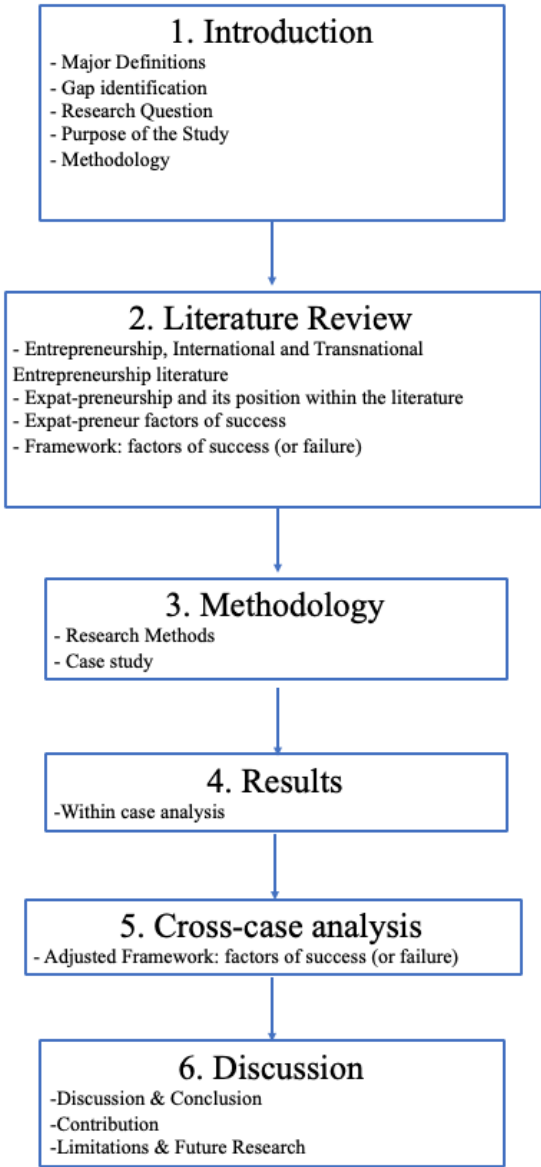 1. Introduction
- Major Definitions
- Gap identification
- Research Question
- Purpose of the Study
- Methodology
2. Literature Review
- Entrepreneurship, International and Transnational
Entrepreneurship literature
- Expat-preneurship and its position within the literature
- Expat-preneur factors of success
- Framework: factors of success (or failure)
3. Methodology
- Research Methods
- Case study
4. Results
-Within case analysis
5. Cross-case analysis
- Adjusted Framework: factors of success (or failure)
6. Discussion
-Discussion & Conclusion
-Contribution
-Limitations & Future Research